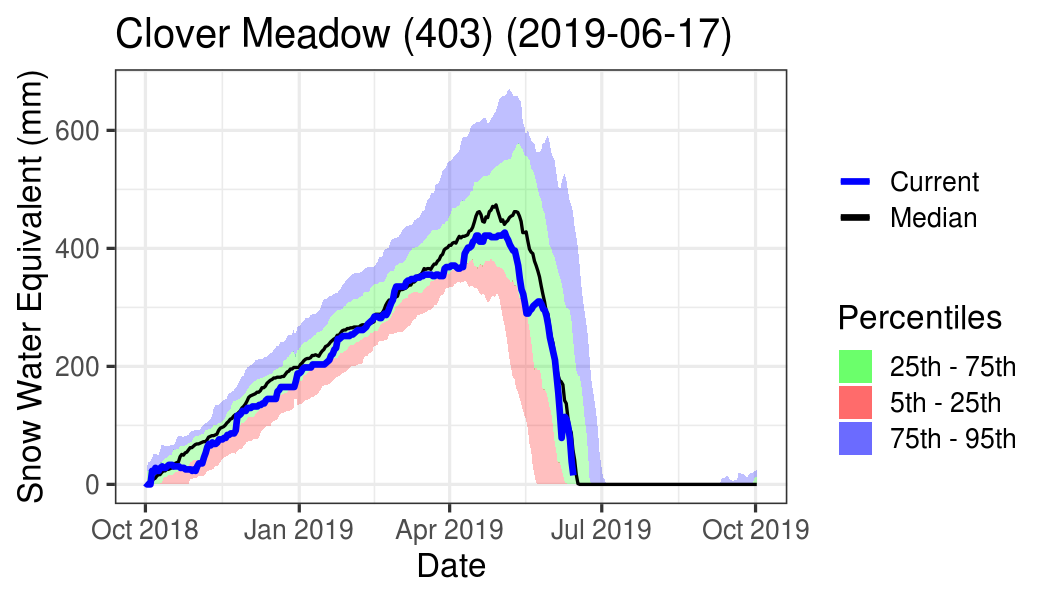 Clover Meadow (403) (2019-06-17)
Snow Water Equivalent (mm)
600
400
200
0
Oct 2018
Jan 2019
Apr 2019
Jul 2019
Oct 2019
Date
Current
Median
Percentiles
25th - 75th
5th - 25th
75th - 95th